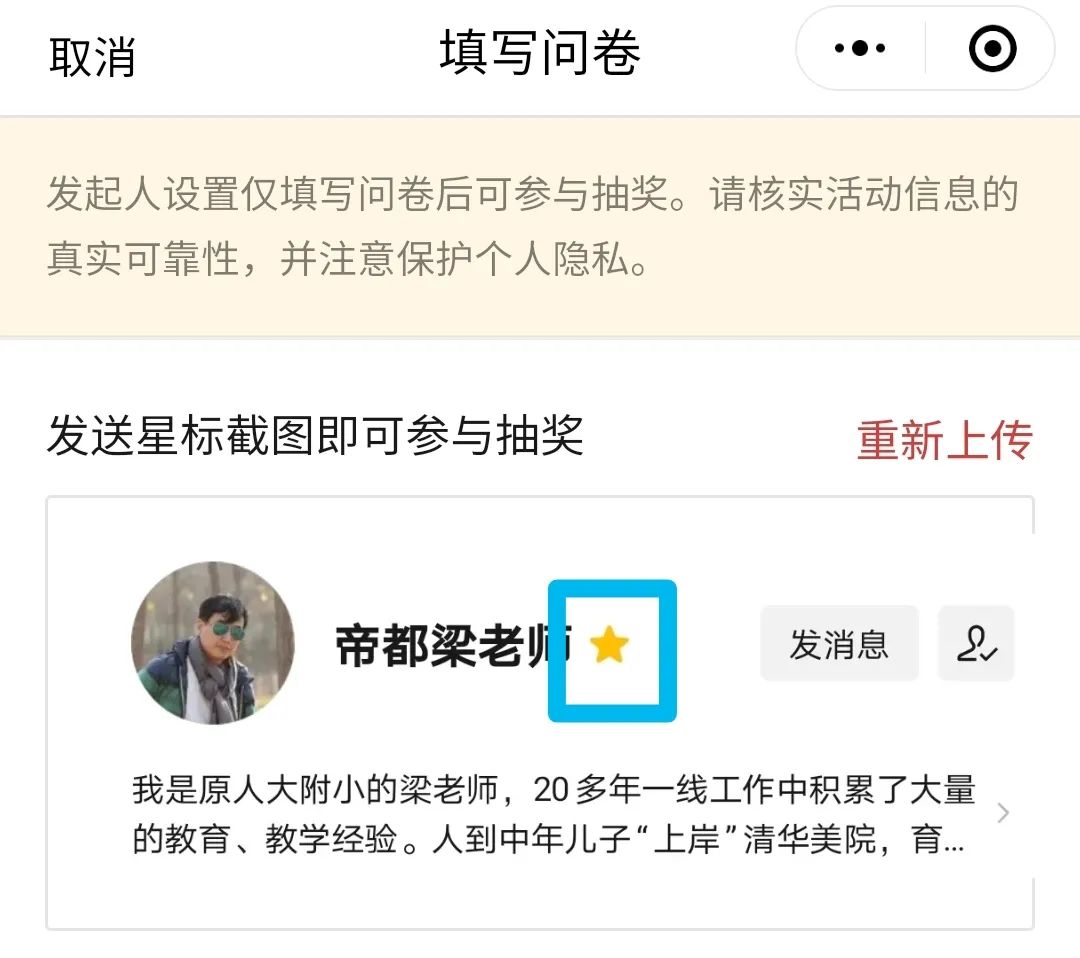 取消
填写问卷
发起人设置仅填写问卷后可参与抽奖。请核实活动信息的
真实可靠性，并注意保护个人隐私。
发送星标截图即可参与抽奖
重新上传
帝都梁老师
发消息
我是原人大附小的梁老师，20多年一线工作中积累了大量
的教育、教学经验。人到中年儿子“上岸”清华美院，育...